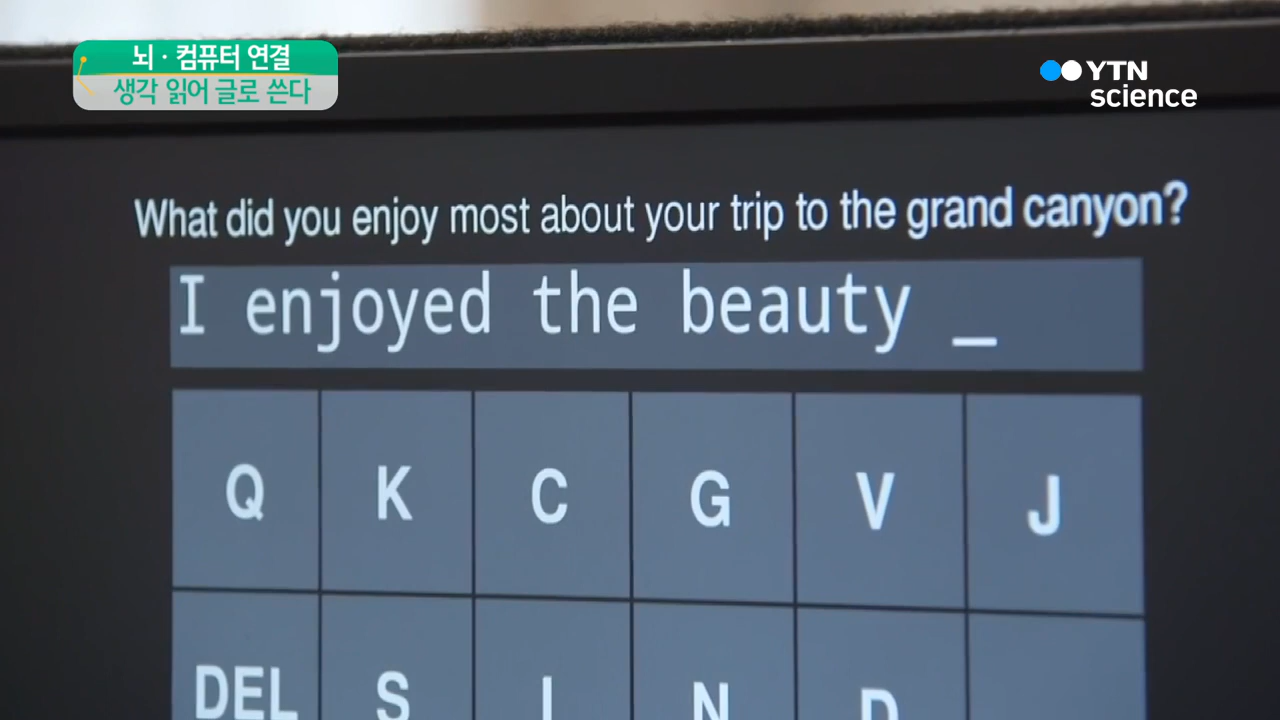 뇌·컴퓨터 연결
생각 읽어 글로 쓴다
YTN
science
What did you enjoy most about your trip to the grand canyon?
I enjoyed the beauty _
Q K C G V J
DEL S I N D